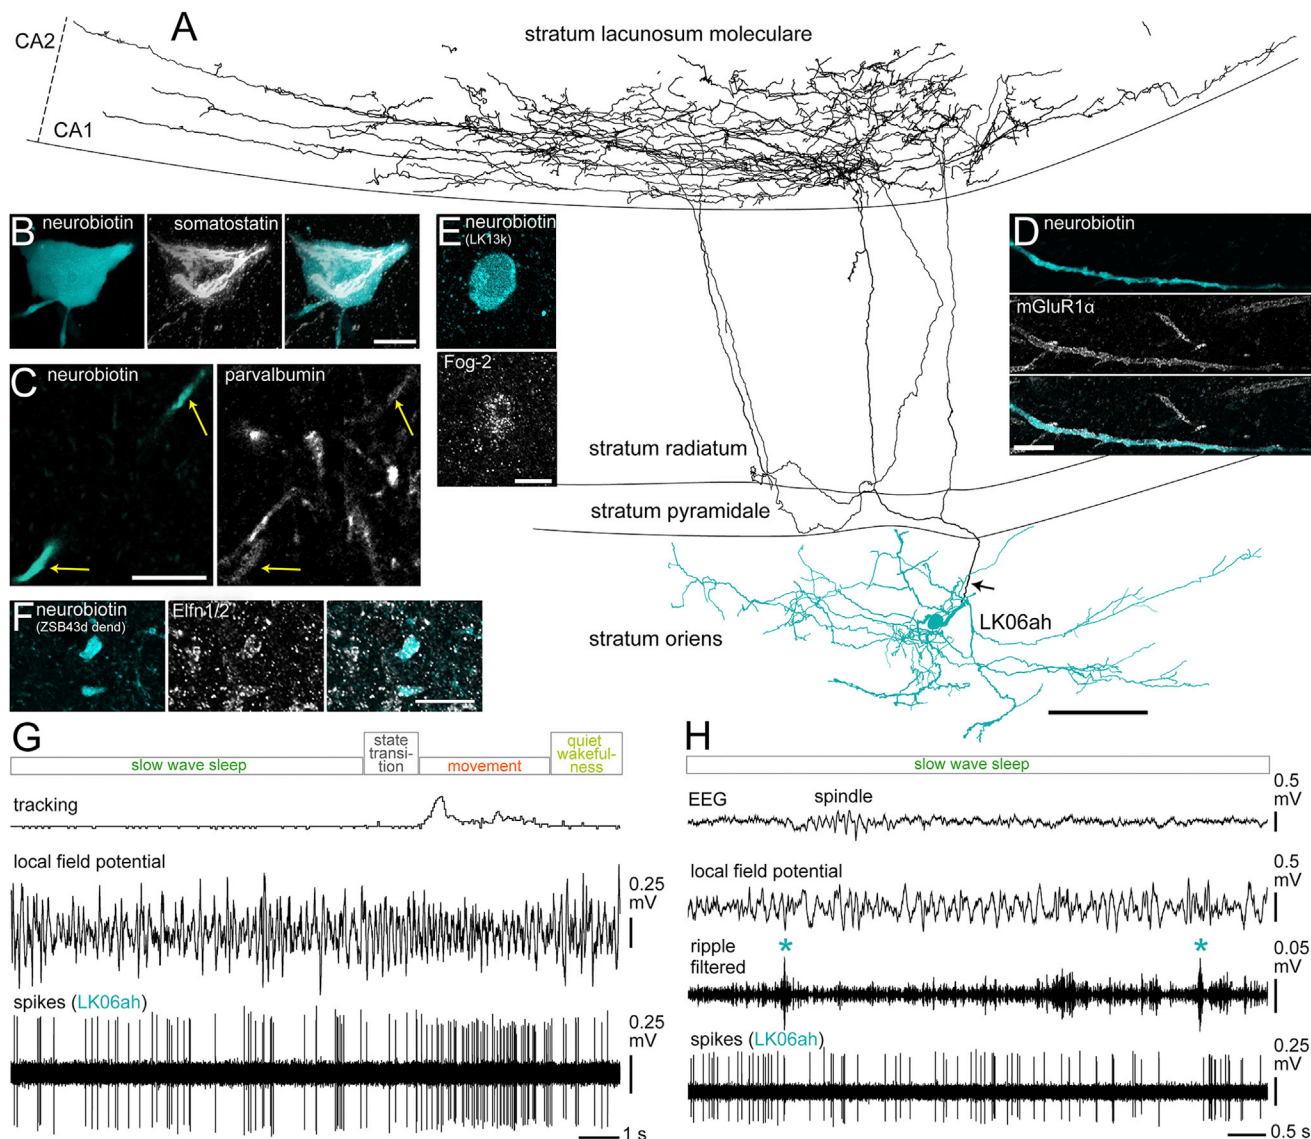 A
CA2
stratum lacunosum moleculare
CA1
B
neurobiotin
somatostatin
E
neurobiotin
(LK13k)
D
neurobiotin
mGluR1α
Fog-2
C
neurobiotin
parvalbumin
stratum radiatum
stratum pyramidale
F
neurobiotin
(ZSB43d dend)
Elfn1/2
stratum oriens
LK06ah
G
slow wave sleep
state
transi-
tion
movement
quiet
wakeful-
ness
tracking
local field potential
0.25
mV
spikes (LK06ah)
0.25
mV
1 s
H
slow wave sleep
EEG
spindle
0.5
mV
local field potential
0.5
mV
ripple
filtered
*
*
0.05
mV
spikes (LK06ah)
0.25
mV
0.5 s